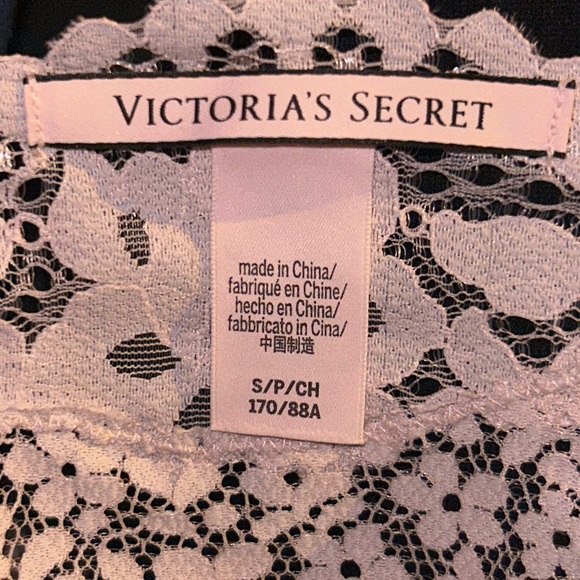 VICTORIA'S SECRET
made in China/
fabriqué en Chine/
hecho en China/
fabbricato in Cina/
中国制造
S/P/CH
170/88A